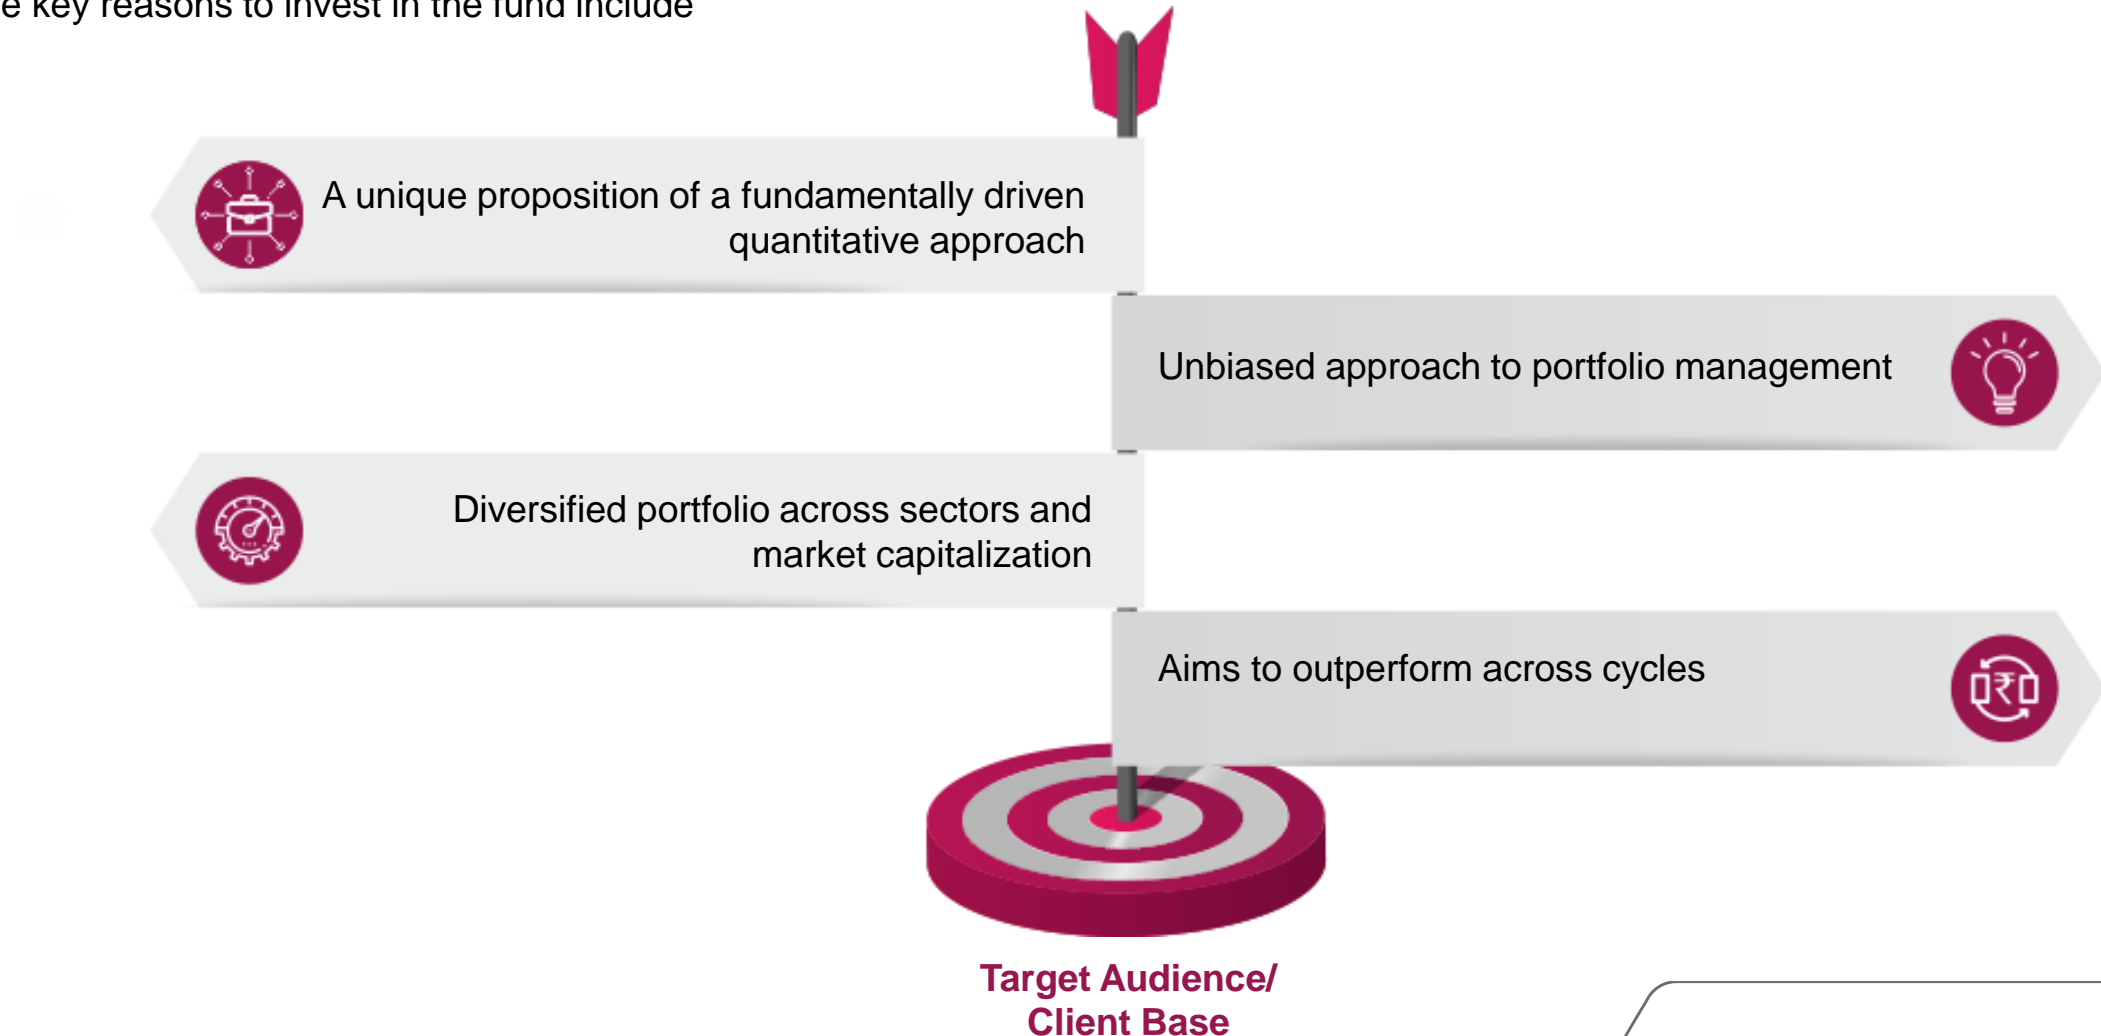 e key reasons to invest in the fund include
A unique proposition of a fundamentally driven
quantitative approach
Unbiased approach to portfolio management
Diversified portfolio across sectors and
market capitalization
Aims to outperform across cycles
₹
Target Audience/
Client Base